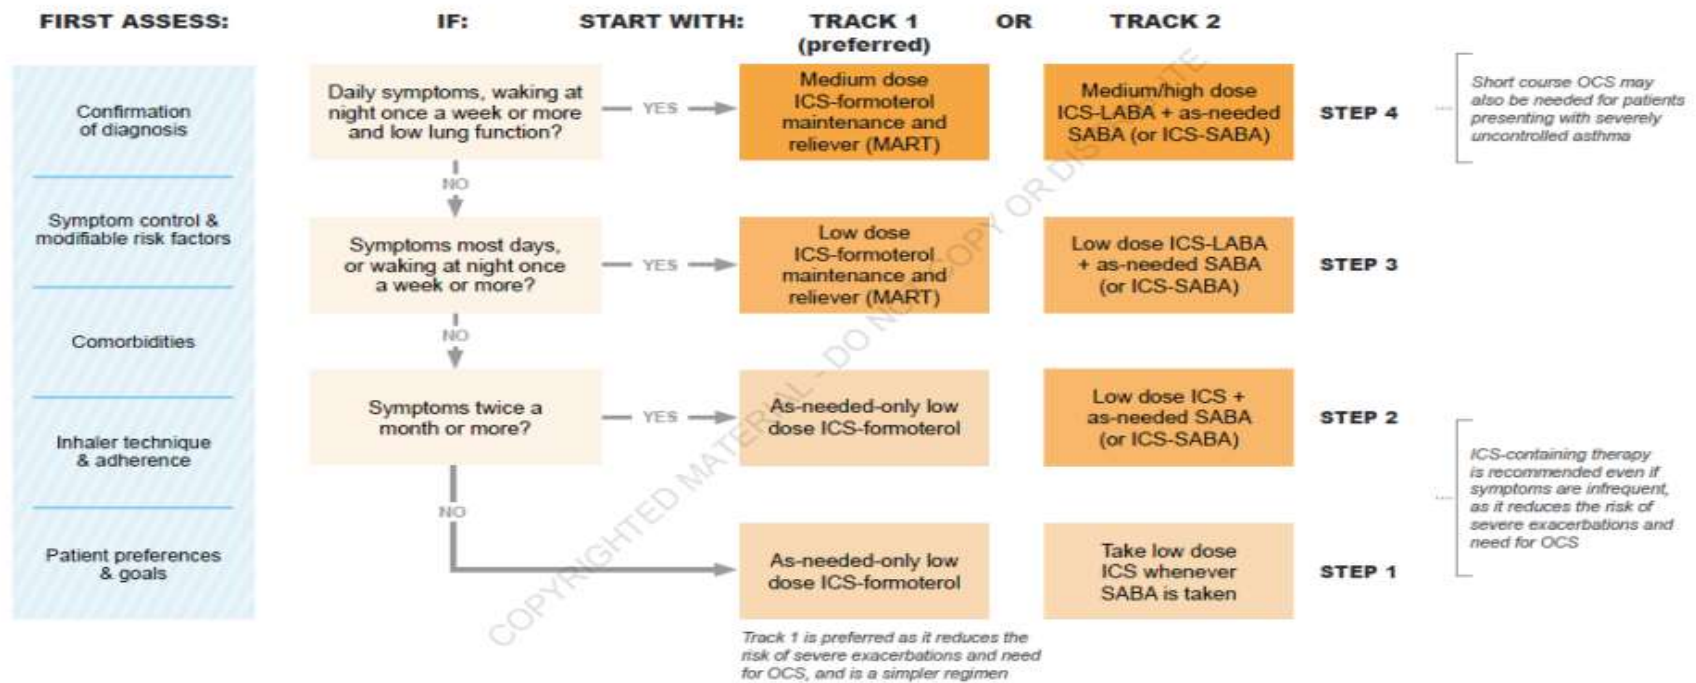 FIRST ASSESS:
IF:
START WITH:
TRACK 1
(preferred)
OR
TRACK 2
Confirmation
of diagnosis
Symptom control &
modifiable risk factors
Comorbidities
Inhaler technique
& adherence
Patient preferences
& goals
Daily symptoms, waking at
night once a week or more
and low lung function?
YES
Medium dose
ICS-formoterol
maintenance and
reliever (MART)
Medium/high dose
ICS-LABA + as-needed
SABA (or ICS-SABA)
STEP 4
Short course OCS may
also be needed for patients
presenting with severely
uncontrolled asthma
NO
Symptoms most days,
or waking at night once
a week or more?
YES
Low dose
ICS-formoterol
maintenance and
reliever (MART)
Low dose ICS-LABA
+ as-needed SABA
(or ICS-SABA)
STEP 3
NO
Symptoms twice a
month or more?
YES
As-needed-only low
dose ICS-formoterol
Low dose ICS +
as-needed SABA
(or ICS-SABA)
STEP 2
ICS-containing therapy
is recommended even if
symptoms are infrequent,
as it reduces the risk of
severe exacerbations and
need for OCS
NO
As-needed-only low
dose ICS-formoterol
Take low dose
ICS whenever
SABA is taken
STEP 1
Track 1 is preferred as it reduces the
risk of severe exacerbations and need
for OCS, and is a simpler regimen
COPYRIGHTED MATERIAL - DO NOT COPY OR